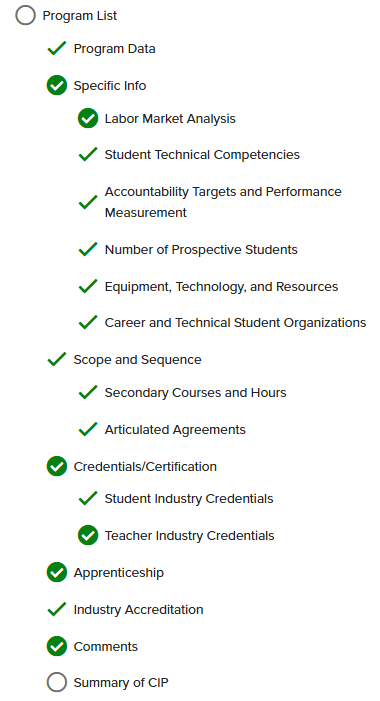 Program List
Program Data
Specific Info
Labor Market Analysis
Student Technical Competencies
Accountability Targets and Performance
Measurement
Number of Prospective Students
Equipment, Technology, and Resources
Career and Technical Student Organizations
Scope and Sequence
Secondary Courses and Hours
Articulated Agreements
Credentials/Certification
Student Industry Credentials
Teacher Industry Credentials
Apprenticeship
Industry Accreditation
Comments
Summary of CIP